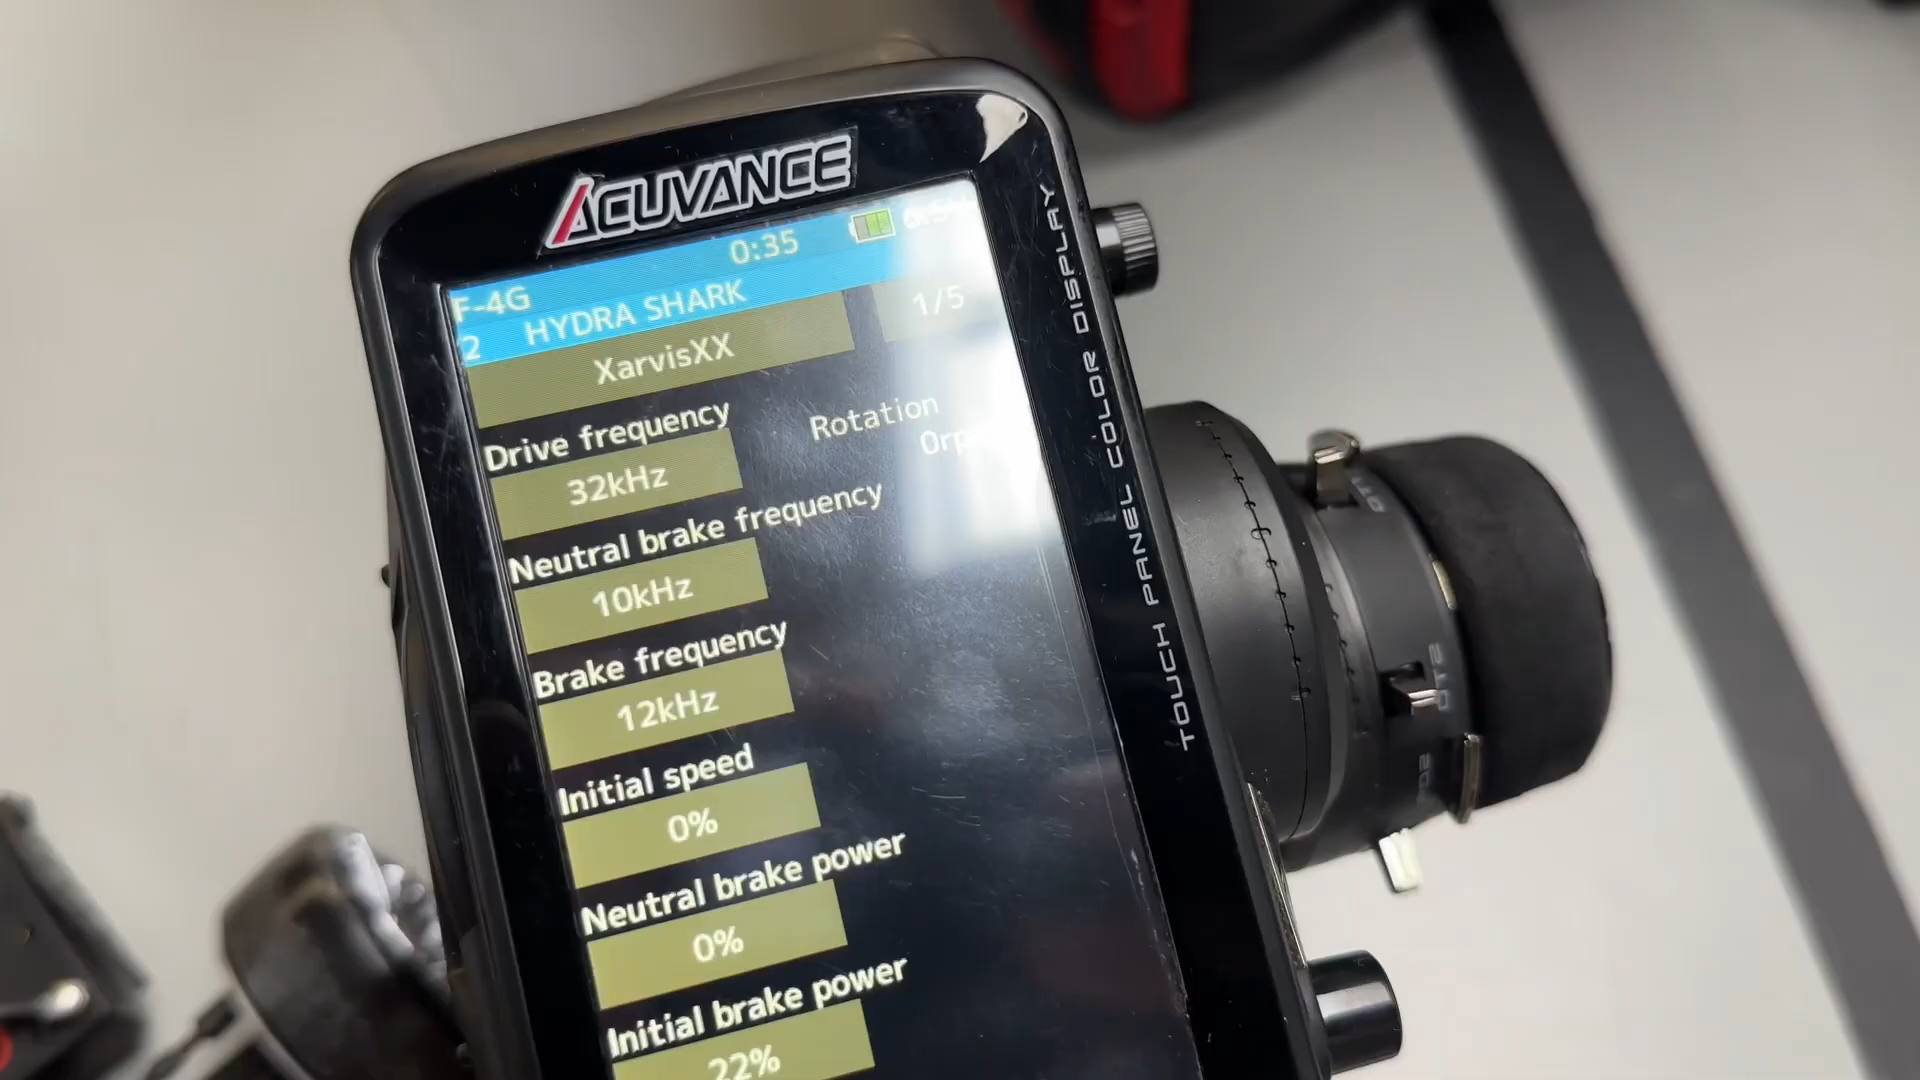 ACUVANCE
0:35
F-4G
2 HYDRA SHARK
XarvisXX
1/5
Drive frequency
32kHz
Rotation
Neutral brake frequency
10kHz
Brake frequency
12kHz
Initial speed
0%
Neutral brake power
0%
Initial brake power
22%
TOUCH PANEL COLOR DISPLAY
DT2